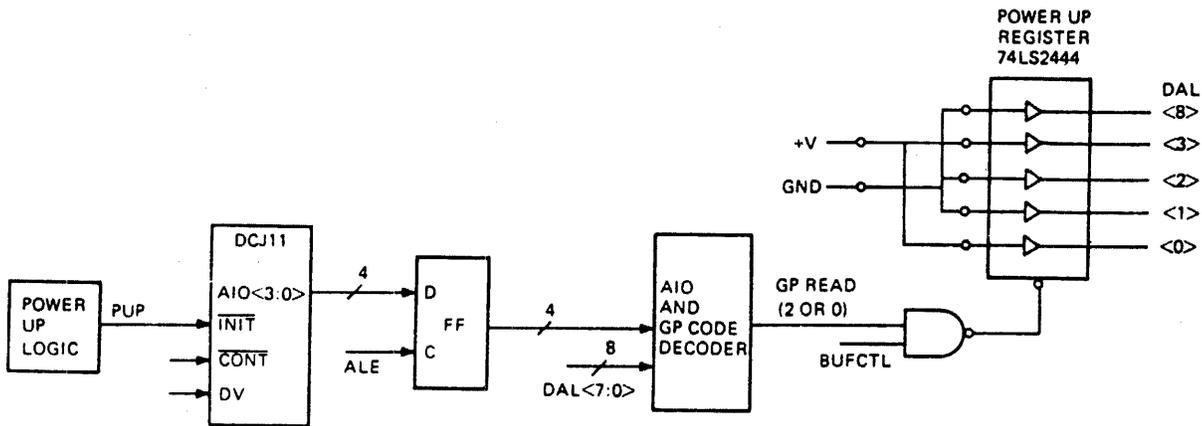 POWER UP
REGISTER
74LS2444
DAL
<8>
<3>
<2>
<1>
<0>
+V
GND
DCJ11
AIO<3:0>
INIT
CONT
DV
POWER
UP
LOGIC
PUP
4
D
FF
C
ALE
4
8
DAL<7:0>
AIO
AND
GP CODE
DECODER
GP READ
(2 OR 0)
BUFCTL